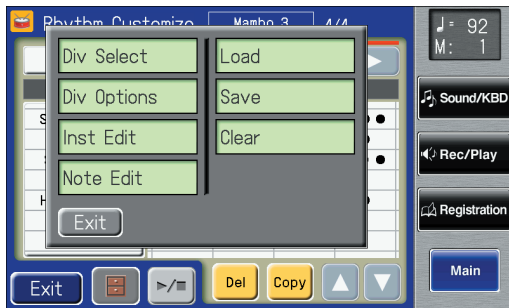 Rhythm Customize Mambo 3 4/4
♩= 92
M: 1
Div Select
Load
Div Options
Save
Inst Edit
Clear
Note Edit
Exit
Sound/KBD
Rec/Play
Registration
Main
Exit
Del
Copy